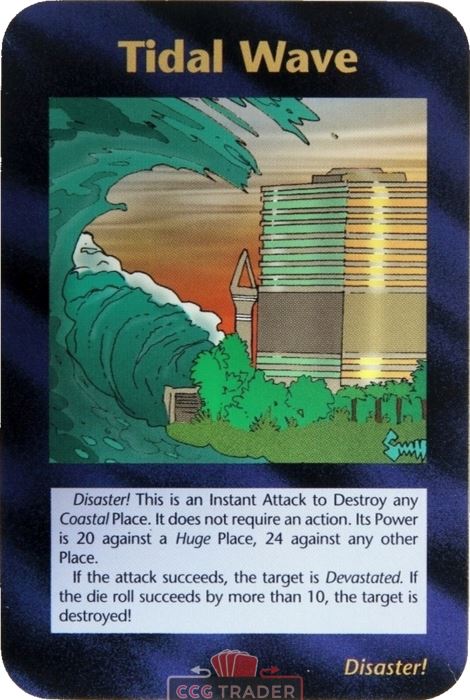 Tidal Wave
Disaster! This is an Instant Attack to Destroy any
Coastal Place. It does not require an action. Its Power
is 20 against a Huge Place, 24 against any other
Place.
If the attack succeeds, the target is Devastated. If
the die roll succeeds by more than 10, the target is
destroyed!
Disaster!
CCG TRADER